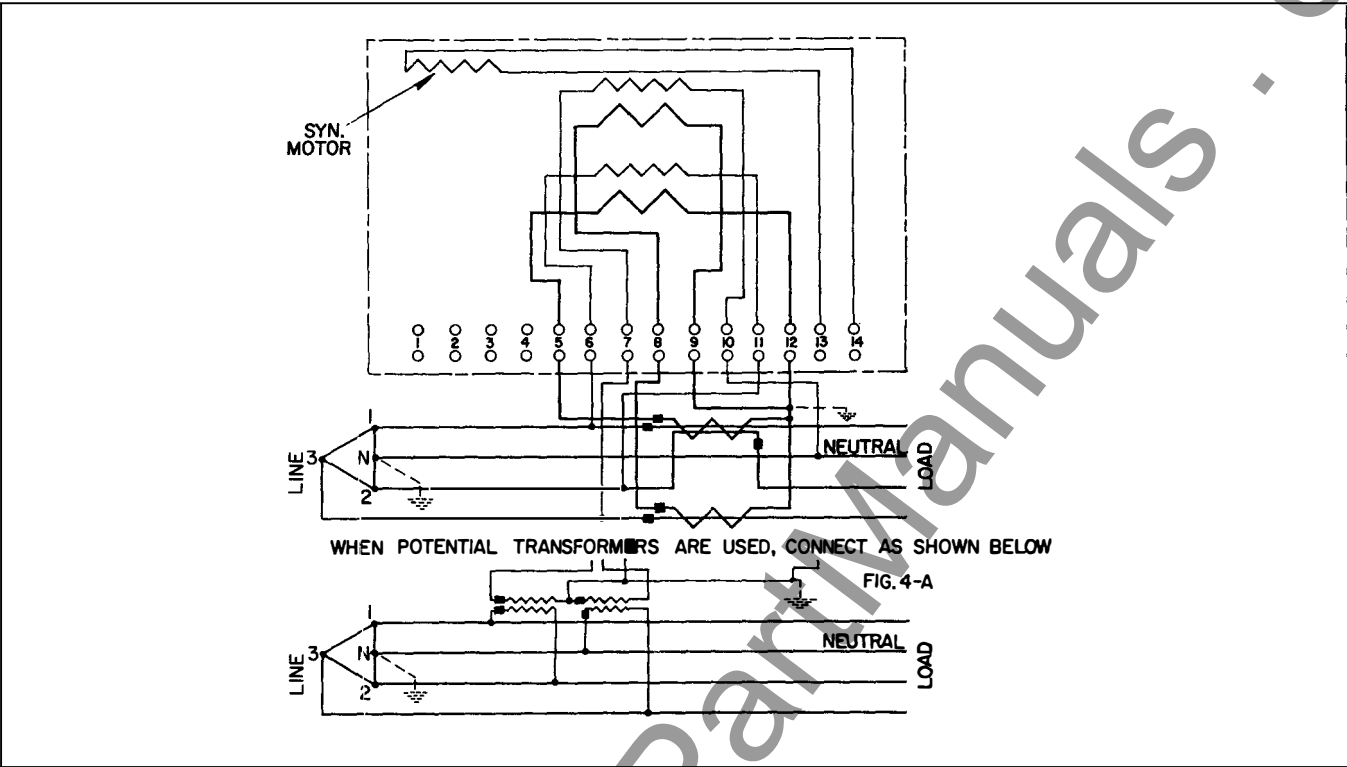 SYN.
MOTOR
1 2 3 4 5 6 7 8 9 10 11 12 13 14
1
LINE 3 N NEUTRAL LOAD
2
WHEN POTENTIAL TRANSFORMERS ARE USED, CONNECT AS SHOWN BELOW
FIG. 4-A
1
LINE 3 N NEUTRAL LOAD
2
PartManuals .